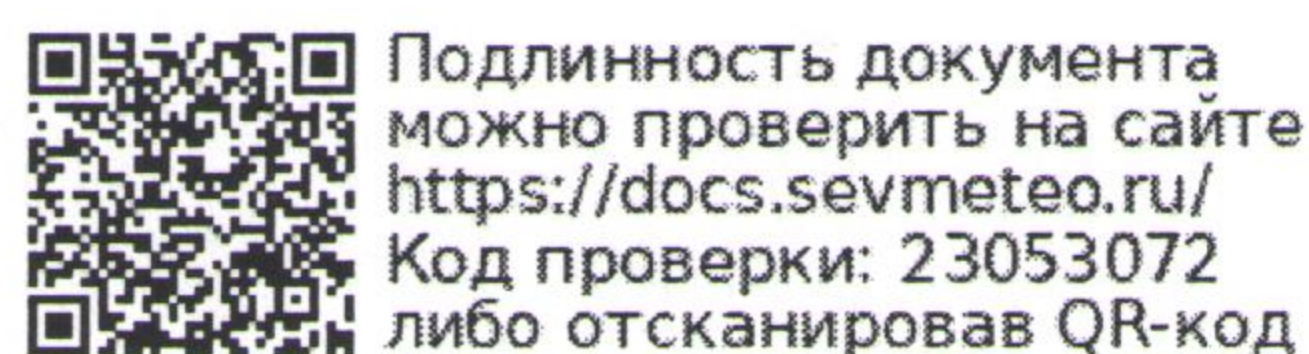 Подлинность документа
можно проверить на сайте
https://docs.sevmeteo.ru/
Код проверки: 23053072
либо отсканировав QR-код